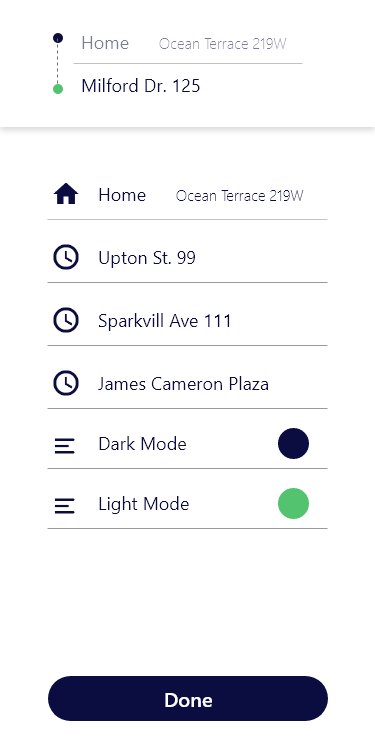 Home Ocean Terrace 219W
Milford Dr. 125
Home Ocean Terrace 219W
Upton St. 99
Sparkvill Ave 111
James Cameron Plaza
Dark Mode
Light Mode
Done